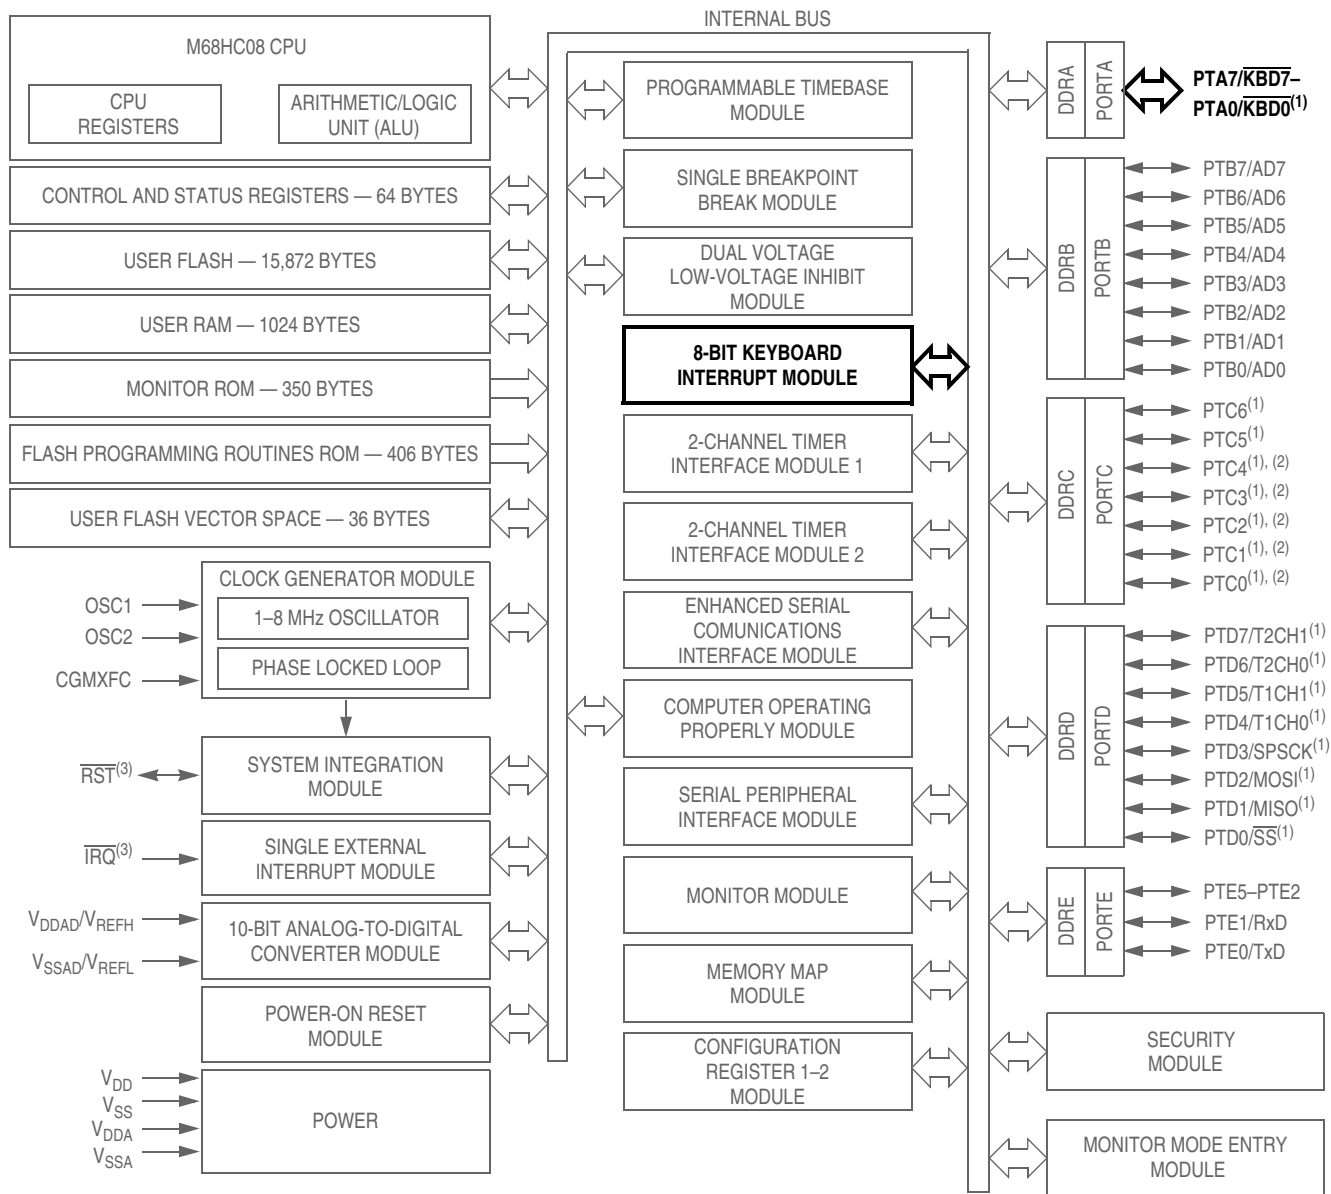 INTERNAL BUS
M68HC08 CPU
CPU
REGISTERS
ARITHMETIC/LOGIC
UNIT (ALU)
CONTROL AND STATUS REGISTERS — 64 BYTES
USER FLASH — 15,872 BYTES
USER RAM — 1024 BYTES
MONITOR ROM — 350 BYTES
FLASH PROGRAMMING ROUTINES ROM — 406 BYTES
USER FLASH VECTOR SPACE — 36 BYTES
CLOCK GENERATOR MODULE
1–8 MHz OSCILLATOR
PHASE LOCKED LOOP
OSC1
OSC2
CGMXFC
SYSTEM INTEGRATION
MODULE
RST(3)
SINGLE EXTERNAL
INTERRUPT MODULE
IRQ(3)
10-BIT ANALOG-TO-DIGITAL
CONVERTER MODULE
VDDAD/VREFH
VSSAD/VREFL
POWER-ON RESET
MODULE
VDD
VSS
VDDA
VSSA
POWER
PROGRAMMABLE TIMEBASE
MODULE
SINGLE BREAKPOINT
BREAK MODULE
DUAL VOLTAGE
LOW-VOLTAGE INHIBIT
MODULE
8-BIT KEYBOARD
INTERRUPT MODULE
2-CHANNEL TIMER
INTERFACE MODULE 1
2-CHANNEL TIMER
INTERFACE MODULE 2
ENHANCED SERIAL
COMUNICATIONS
INTERFACE MODULE
COMPUTER OPERATING
PROPERLY MODULE
SERIAL PERIPHERAL
INTERFACE MODULE
MONITOR MODULE
MEMORY MAP
MODULE
CONFIGURATION
REGISTER 1–2
MODULE
DDRA
PORTA
PTA7/KBD7–
PTA0/KBD0(1)
DDRB
PORTB
PTB7/AD7
PTB6/AD6
PTB5/AD5
PTB4/AD4
PTB3/AD3
PTB2/AD2
PTB1/AD1
PTB0/AD0
DDRC
PORTC
PTC6(1)
PTC5(1)
PTC4(1), (2)
PTC3(1), (2)
PTC2(1), (2)
PTC1(1), (2)
PTC0(1), (2)
DDRD
PORTD
PTD7/T2CH1(1)
PTD6/T2CH0(1)
PTD5/T1CH1(1)
PTD4/T1CH0(1)
PTD3/SPSCK(1)
PTD2/MOSI(1)
PTD1/MISO(1)
PTD0/SS(1)
DDRE
PORTE
PTE5–PTE2
PTE1/RxD
PTE0/TxD
SECURITY
MODULE
MONITOR MODE ENTRY
MODULE